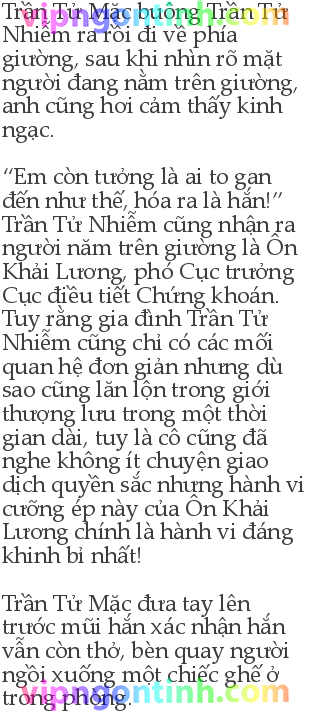 Trần Tử Mặc buông Trần Tử
vipngontinh.com
Nhiễm ra rồi đi về phía
giường, sau khi nhìn rõ mặt
người đang nằm trên giường,
anh cũng hơi cảm thấy kinh
ngạc.
“Em còn tưởng là ai to gan
đến như thế, hóa ra là hắn!”
Trần Tử Nhiễm cũng nhận ra
người năm trên giường là Ôn
Khải Lương, phó Cục trưởng
Cục điều tiết Chứng khoán.
Tuy rằng gia đình Trần Tử
Nhiễm cũng chỉ có các mối
quan hệ đơn giản nhưng dù
sao cũng lăn lộn trong giới
thượng lưu trong một thời
gian dài, tuy là cô cũng đã
nghe không ít chuyện giao
dịch quyền sắc nhưng hành vi
cưỡng ép này của Ôn Khải
Lương chính là hành vi đáng
khinh bỉ nhất!
Trần Tử Mặc đưa tay lên
trước mũi hắn xác nhận hắn
vẫn còn thở, bèn quay người
ngồi xuống một chiếc ghế ở
trong phòng.
vipngontinh.com